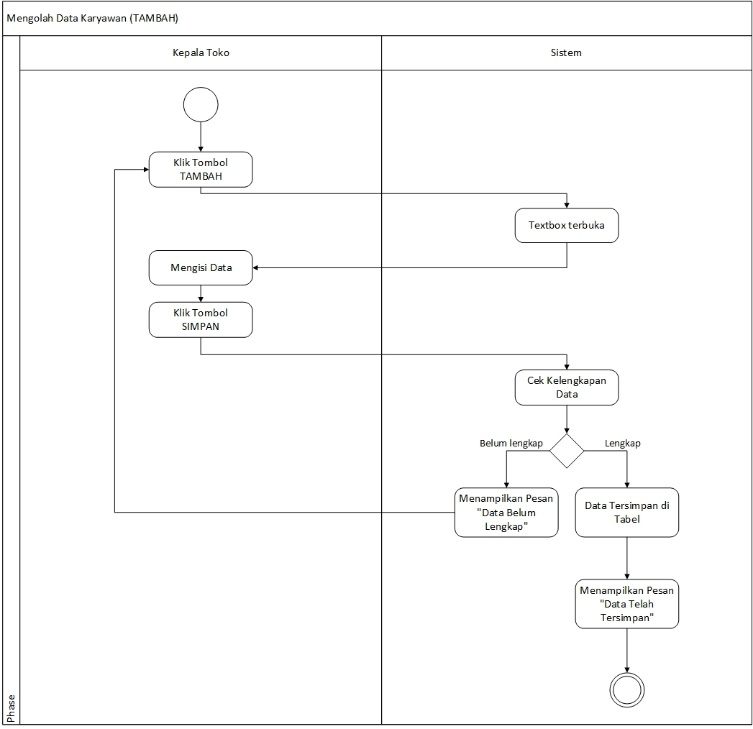 Mengolah Data Karyawan (TAMBAH)
Kepala Toko
Sistem
Klik Tombol
TAMBAH
Textbox terbuka
Mengisi Data
Klik Tombol
SIMPAN
Cek Kelengkapan
Data
Belum lengkap
Lengkap
Menampilkan Pesan
"Data Belum
Lengkap"
Data Tersimpan di
Tabel
Menampilkan Pesan
"Data Telah
Tersimpan"
Phase